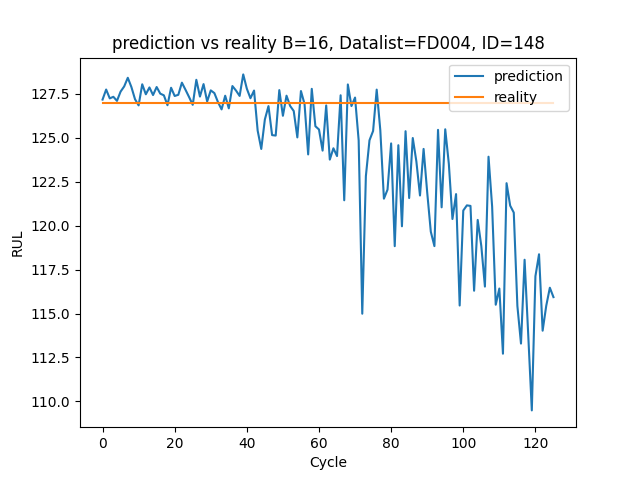 prediction vs reality B=16, Datalist=FD004, ID=148
prediction
reality
127.5
125.0
122.5
120.0
117.5
115.0
112.5
110.0
RUL
0 20 40 60 80 100 120
Cycle